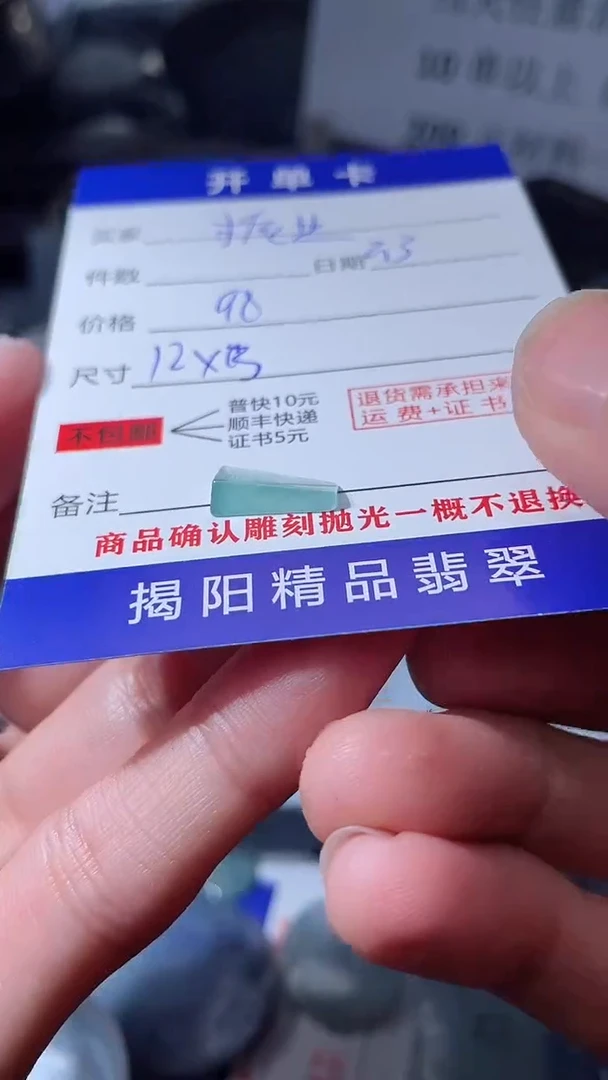 开单卡
买家
件数 日期
价格 98
尺寸
不包邮
普快10元
顺丰快递
证书5元
退货需承担来
运费+证书
备注
商品确认雕刻抛光一概不退换
揭阳精品翡翠